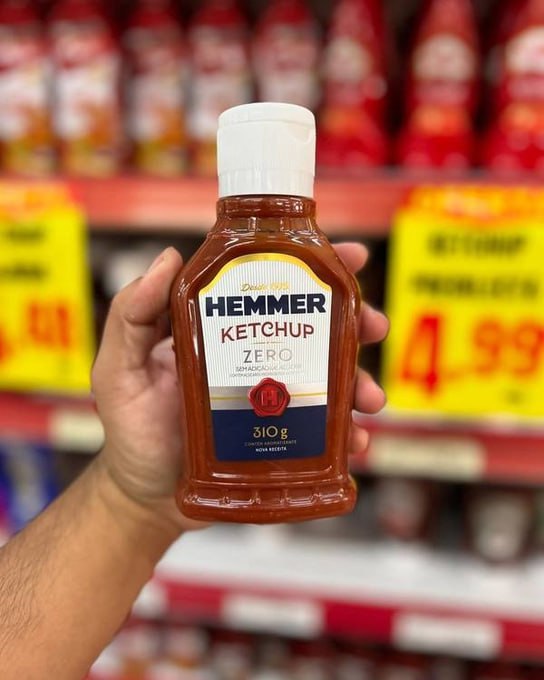 Desde 1915
HEMMER
KETCHUP
ZERO
SEM ADIÇÃO DE AÇÚCAR
H
310 g
CONTÉM AROMATIZANTE
NOVA RECEITA
KETCHUP
4,99